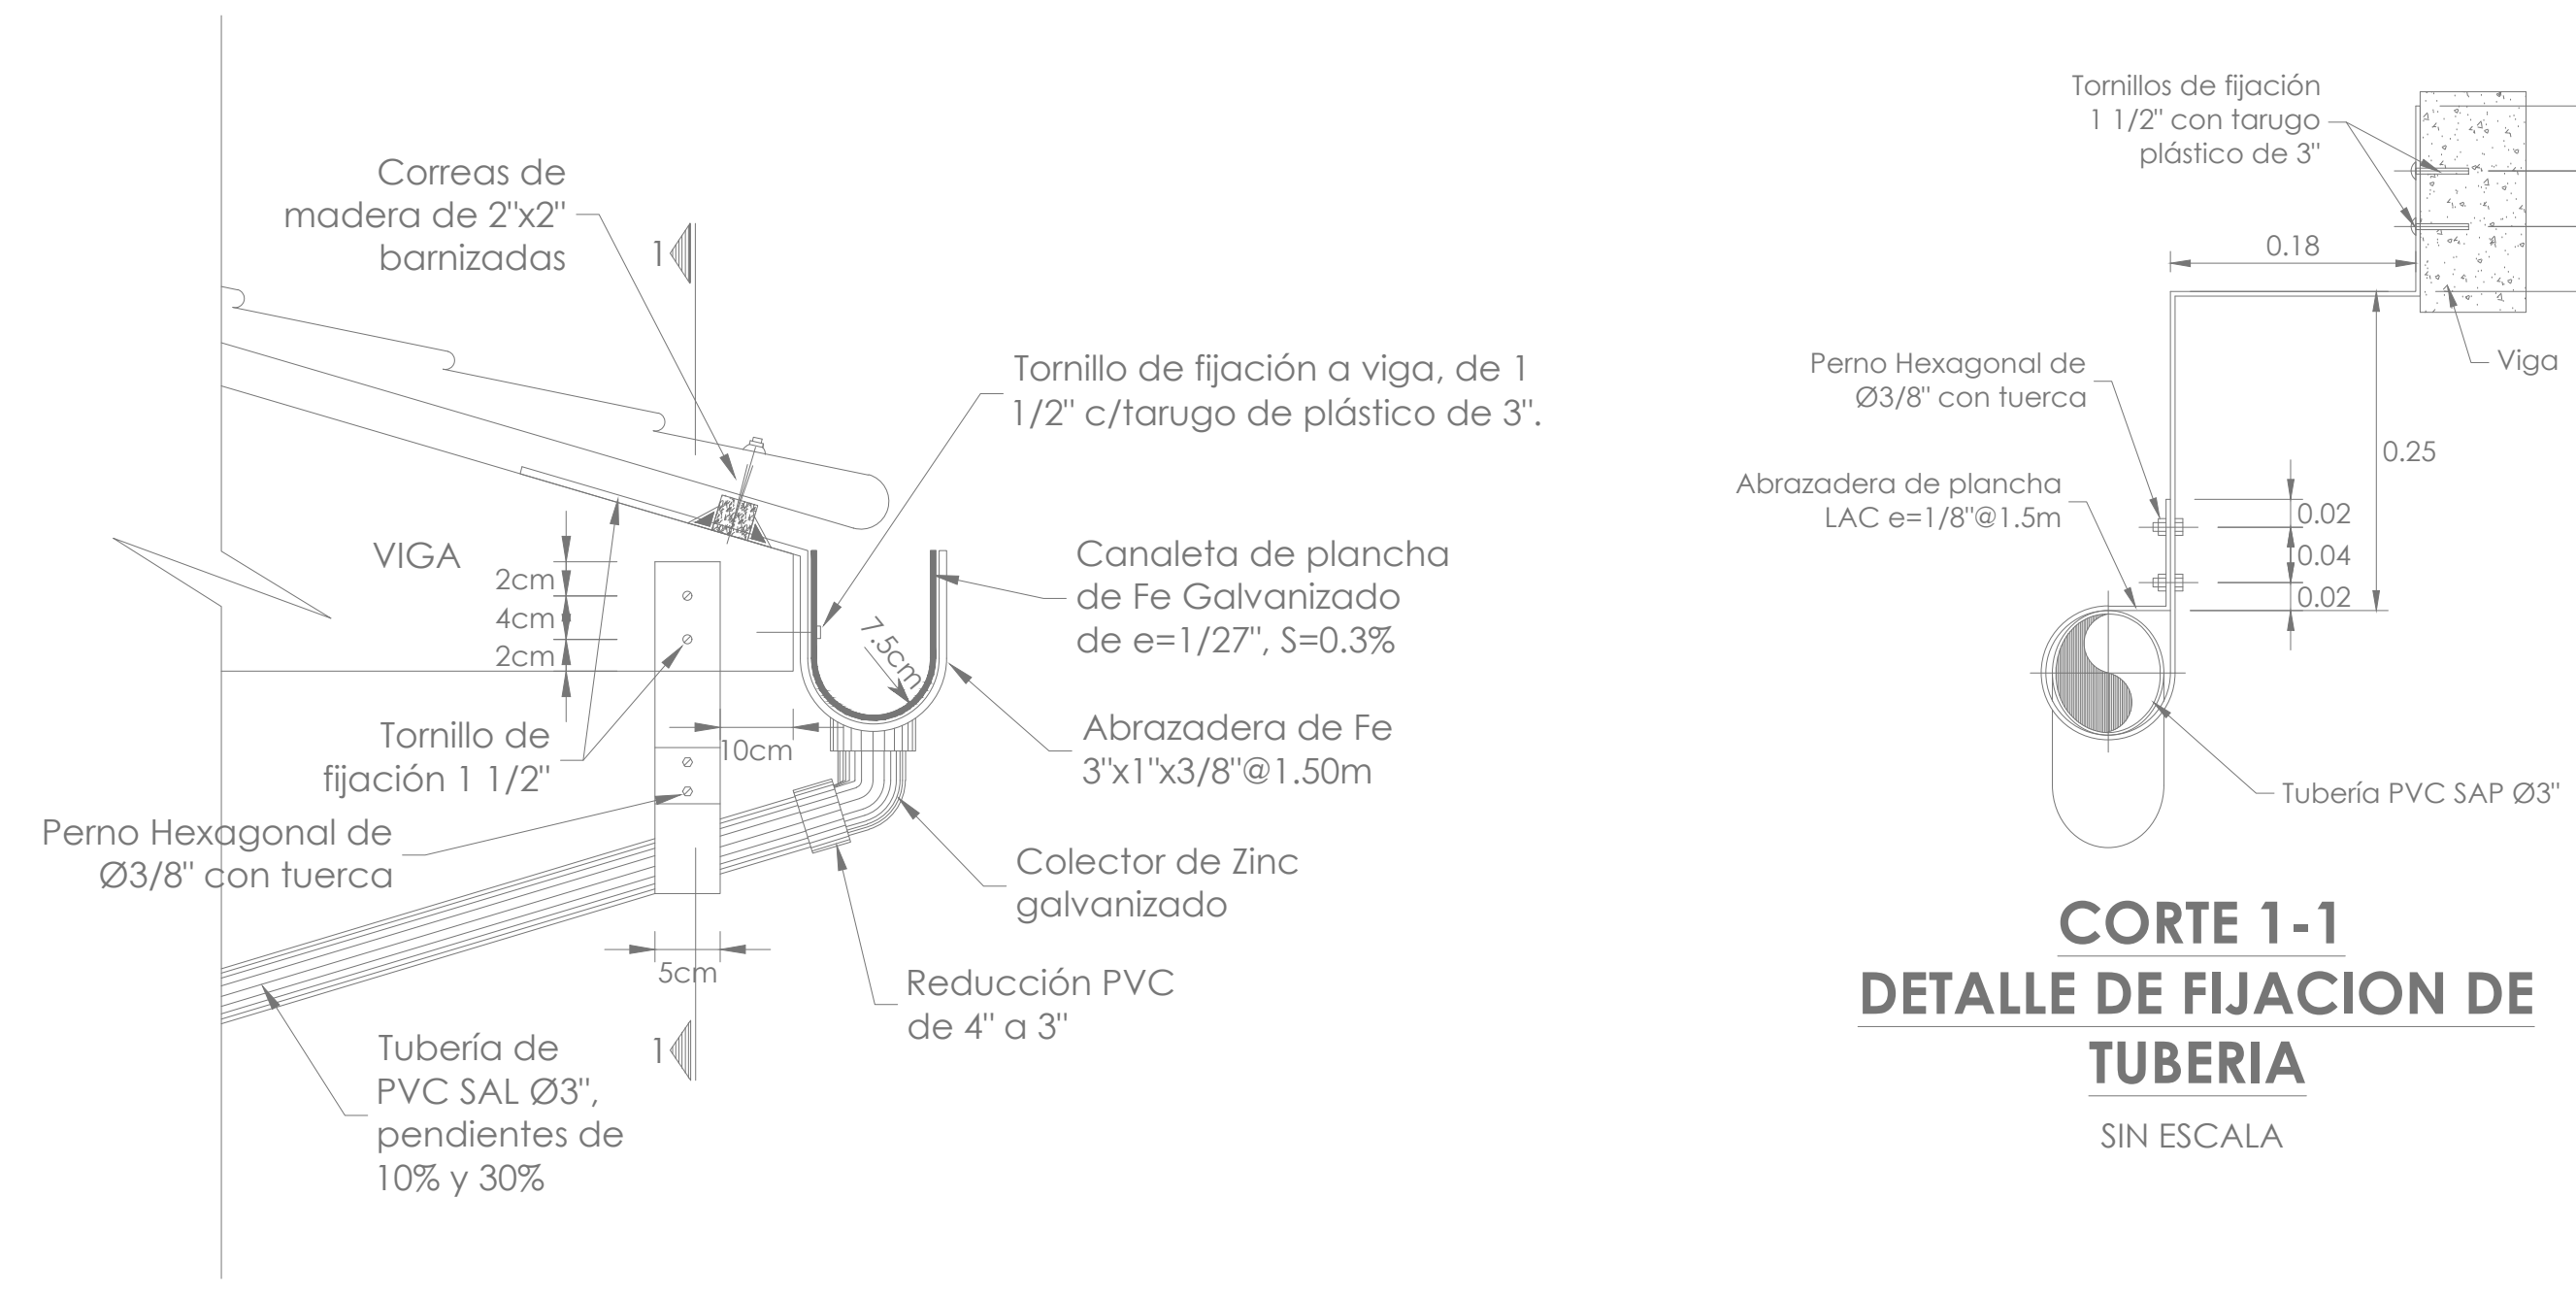 Correas de
madera de 2"x2"
barnizadas
1
Tornillo de fijación a viga, de 1
1/2" c/tarugo de plástico de 3".
VIGA
2cm
4cm
2cm
7.5cm
Canaleta de plancha
de Fe Galvanizado
de e=1/27", S=0.3%
Tornillo de
fijación 1 1/2"
10cm
Abrazadera de Fe
3"x1"x3/8"@1.50m
Perno Hexagonal de
Ø3/8" con tuerca
Colector de Zinc
galvanizado
5cm
Reducción PVC
de 4" a 3"
1
Tubería de
PVC SAL Ø3",
pendientes de
10% y 30%
Tornillos de fijación
1 1/2" con tarugo
plástico de 3"
0.18
Viga
Perno Hexagonal de
Ø3/8" con tuerca
0.25
Abrazadera de plancha
LAC e=1/8"@1.5m
0.02
0.04
0.02
Tubería PVC SAP Ø3"
CORTE 1-1
DETALLE DE FIJACION DE
TUBERIA
SIN ESCALA